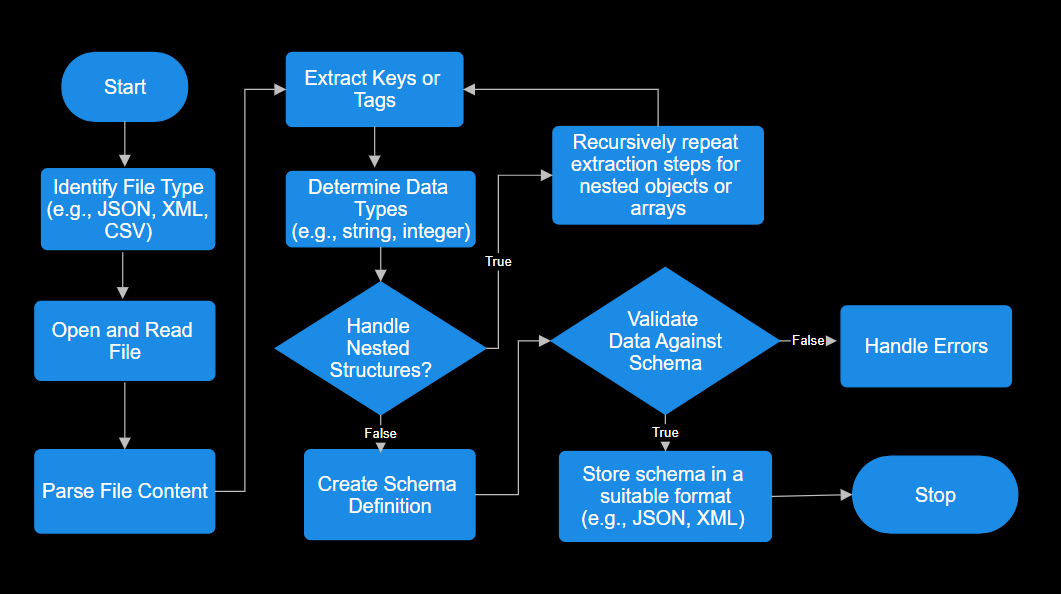 Start
Identify File Type
(e.g., JSON, XML,
CSV)
Open and Read
File
Parse File Content
Extract Keys or
Tags
Determine Data
Types
(e.g., string, integer)
Handle
Nested
Structures?
True
False
Recursively repeat
extraction steps for
nested objects or
arrays
Create Schema
Definition
Validate
Data Against
Schema
False
Handle Errors
True
Store schema in a
suitable format
(e.g., JSON, XML)
Stop